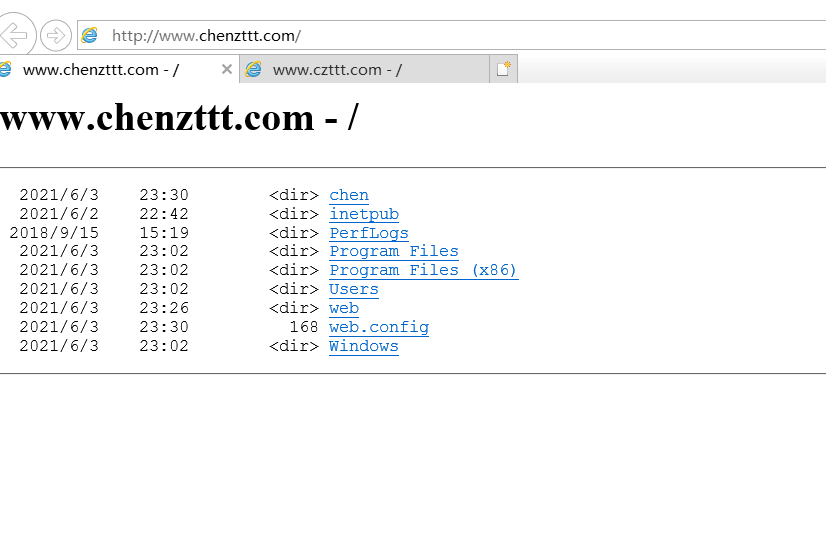 http://www.chenzttt.com/
www.chenzttt.com - / www.czttt.com - /
www.chenzttt.com - /
2021/6/3 23:30 <dir> chen
2021/6/2 22:42 <dir> inetpub
2018/9/15 15:19 <dir> PerfLogs
2021/6/3 23:02 <dir> Program Files
2021/6/3 23:02 <dir> Program Files (x86)
2021/6/3 23:02 <dir> Users
2021/6/3 23:26 <dir> web
2021/6/3 23:30 168 web.config
2021/6/3 23:02 <dir> Windows